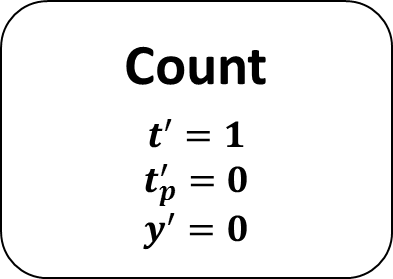 Count
t′ = 1
t′ₚ = 0
y′ = 0